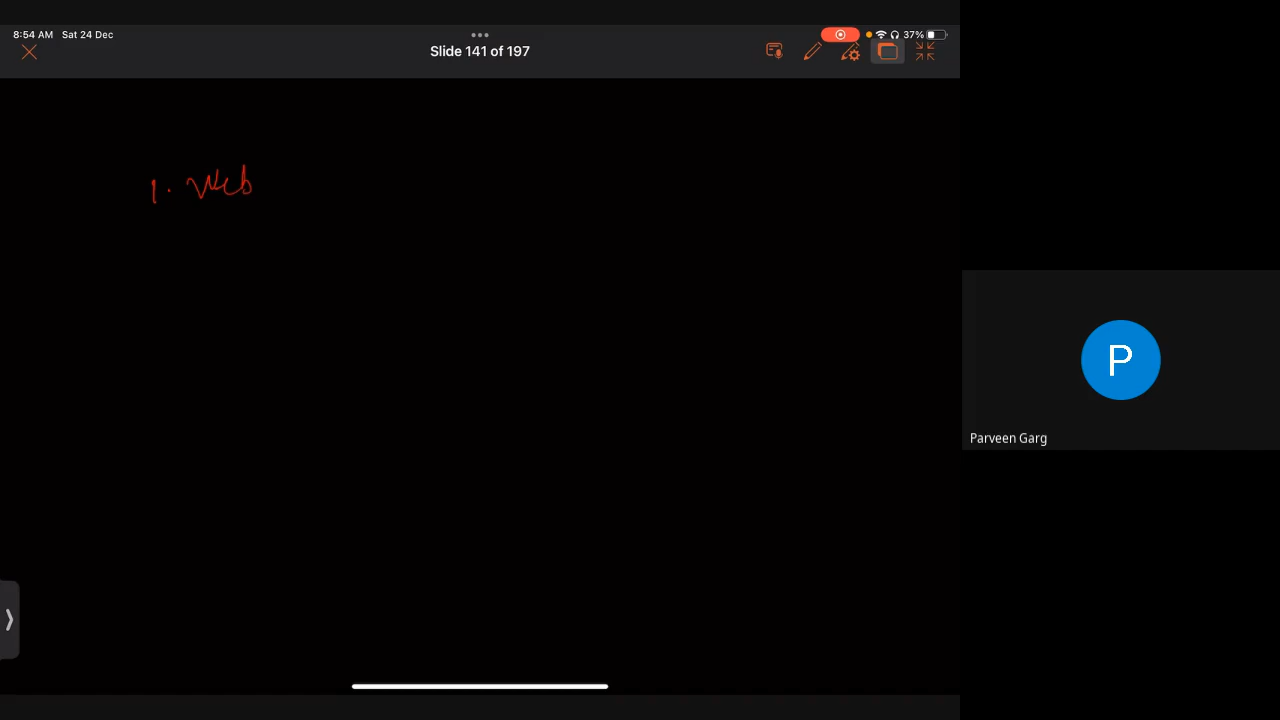 8:54 AM Sat 24 Dec
37%
Slide 141 of 197
1. Web
P
Parveen Garg